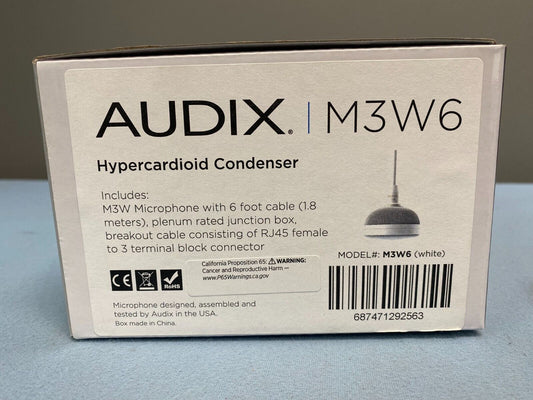 AUDIX. | M3W6
Hypercardioid Condenser
Includes:
M3W Microphone with 6 foot cable (1.8
meters), plenum rated junction box,
breakout cable consisting of RJ45 female
to 3 terminal block connector
MODEL#: M3W6 (white)
California Proposition 65: ⚠WARNING:
Cancer and Reproductive Harm —
www.P65Warnings.ca.gov
CE RoHS
Microphone designed, assembled and
tested by Audix in the USA.
Box made in China.
687471292563